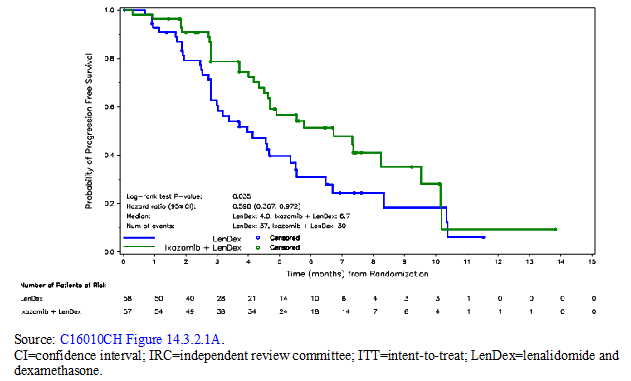 1.0
0.8
0.6
0.4
0.2
0.0
Probability of Progression Free Survival
Log-rank test P-value: 0.035
Hazard ratio (95% CI): 0.598 (0.367, 0.972)
Median: LenDex: 4.0, Ixazomib + LenDex: 6.7
Num of events: LenDex: 37, Ixazomib + LenDex: 30
LenDex Censored
Ixazomib + LenDex Censored
0 1 2 3 4 5 6 7 8 9 10 11 12 13 14 15
Time (months) from Randomization
Number of Patients at Risk
LenDex 58 50 40 28 21 14 10 4 3 3 1 0 0 0 0
Ixazomib + LenDex 57 54 49 38 34 24 18 14 7 6 4 1 1 1 0 0
Source: C16010CH Figure 14.3.2.1A.
CI=confidence interval; IRC=independent review committee; ITT=intent-to-treat; LenDex=lenalidomide and
dexamethasone.